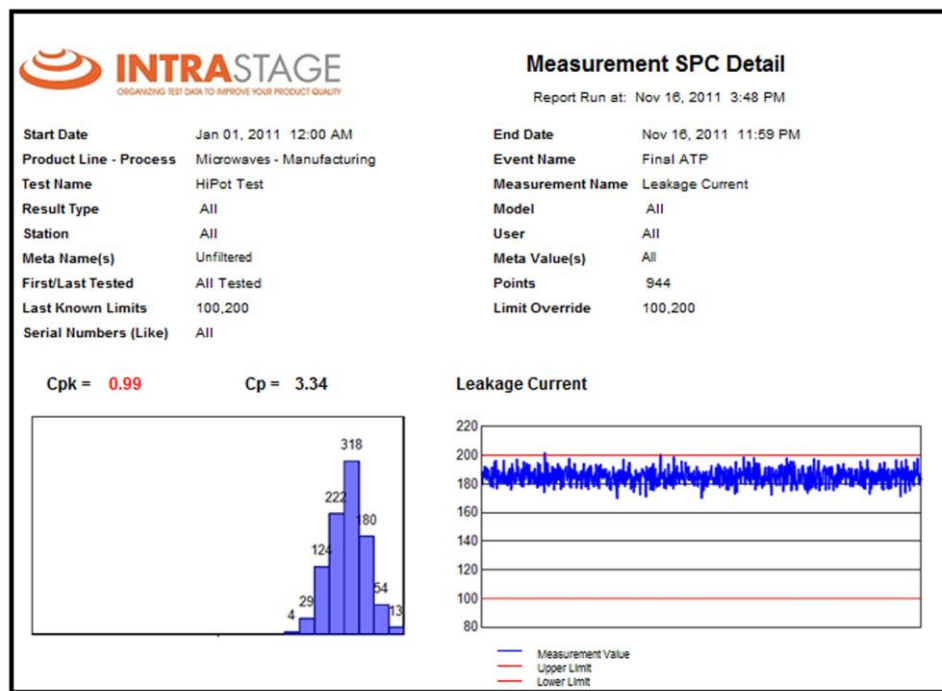 INTRASTAGE
ORGANIZING TEST DATA TO IMPROVE YOUR PRODUCT QUALITY
Measurement SPC Detail
Report Run at: Nov 16, 2011 3:48 PM
Start Date Jan 01, 2011 12:00 AM
Product Line - Process Microwaves - Manufacturing
Test Name HiPot Test
Result Type All
Station All
Meta Name(s) Unfiltered
First/Last Tested All Tested
Last Known Limits 100,200
Serial Numbers (Like) All
End Date Nov 16, 2011 11:59 PM
Event Name Final ATP
Measurement Name Leakage Current
Model All
User All
Meta Value(s) All
Points 944
Limit Override 100,200
Cpk = 0.99 Cp = 3.34
4
29
124
222
318
180
54
13
Leakage Current
220
200
180
160
140
120
100
80
Measurement Value
Upper Limit
Lower Limit